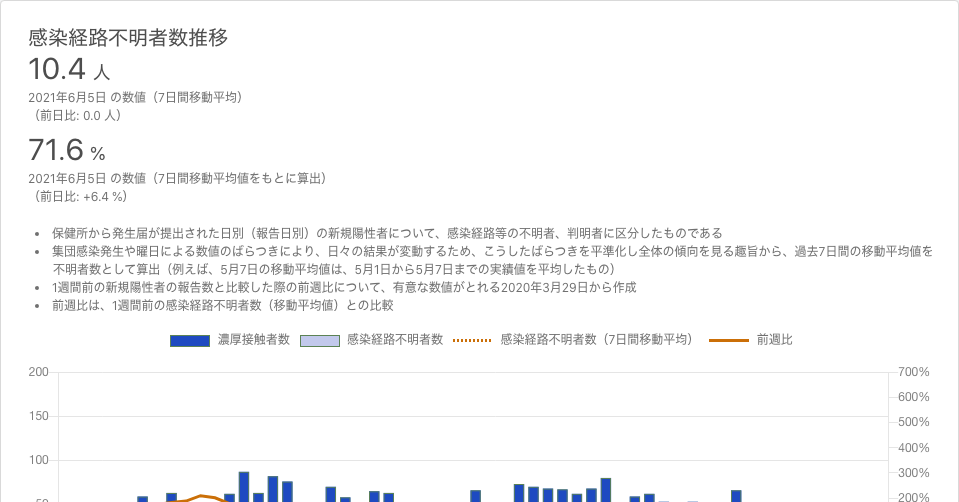 感染経路不明者数推移
10.4 人
2021年6月5日 の数値（7日間移動平均）
（前日比: 0.0 人）
71.6 %
2021年6月5日 の数値（7日間移動平均値をもとに算出）
（前日比: +6.4 %）
• 保健所から発生届が提出された日別（報告日別）の新規陽性者について、感染経路等の不明者、判明者に区分したものである
• 集団感染発生や曜日による数値のばらつきにより、日々の結果が変動するため、こうしたばらつきを平準化し全体の傾向を見る趣旨から、過去7日間の移動平均値を
不明者数として算出（例えば、5月7日の移動平均値は、5月1日から5月7日までの実績値を平均したもの）
• 1週間前の新規陽性者の報告数と比較した際の前週比について、有意な数値がとれる2020年3月29日から作成
• 前週比は、1週間前の感染経路不明者数（移動平均値）との比較
濃厚接触者数 感染経路不明者数 感染経路不明者数（7日間移動平均） 前週比
200 700%
600%
150 500%
400%
100 300%
50 200%